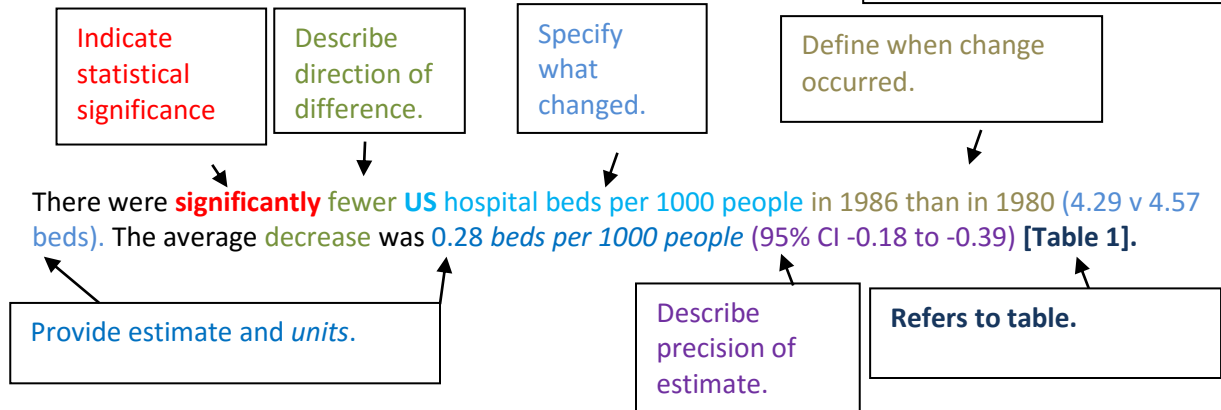 Indicate
statistical
significance
Describe
direction of
difference.
Specify
what
changed.
Define when change
occurred.
There were significantly fewer US hospital beds per 1000 people in 1986 than in 1980 (4.29 v 4.57
beds). The average decrease was 0.28 beds per 1000 people (95% CI -0.18 to -0.39) [Table 1].
Provide estimate and units.
Describe
precision of
estimate.
Refers to table.